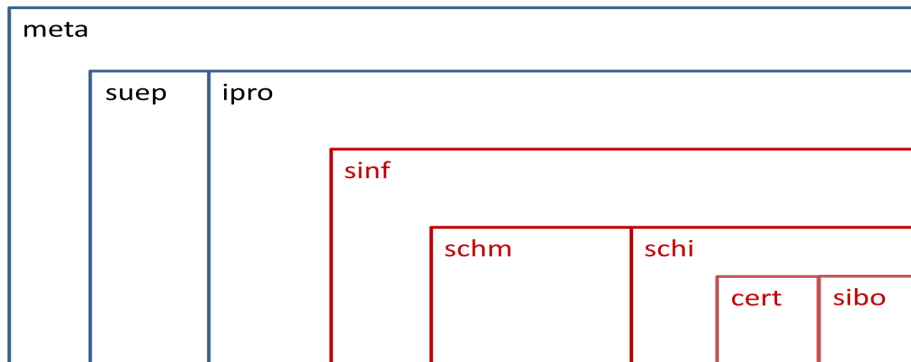 meta
suep
ipro
sinf
schm
schi
cert
sibo